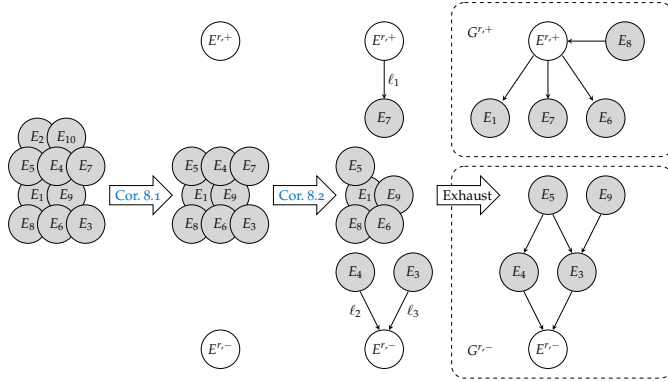 E^{r,+}
E^{r,+}
ℓ_1
E_7
G^{r,+}
E^{r,+}
E_8
E_1 E_7 E_6
E_2 E_10
E_5 E_4 E_7
E_1 E_9
E_8 E_6 E_3
Cor. 8.1
E_5 E_4 E_7
E_1 E_9
E_8 E_6 E_3
Cor. 8.2
E_5
E_1 E_9
E_8 E_6
Exhaust
E_4 E_3
ℓ_2 ℓ_3
E^{r,-}
E^{r,-}
E_5 E_9
E_4 E_3
G^{r,-}
E^{r,-}